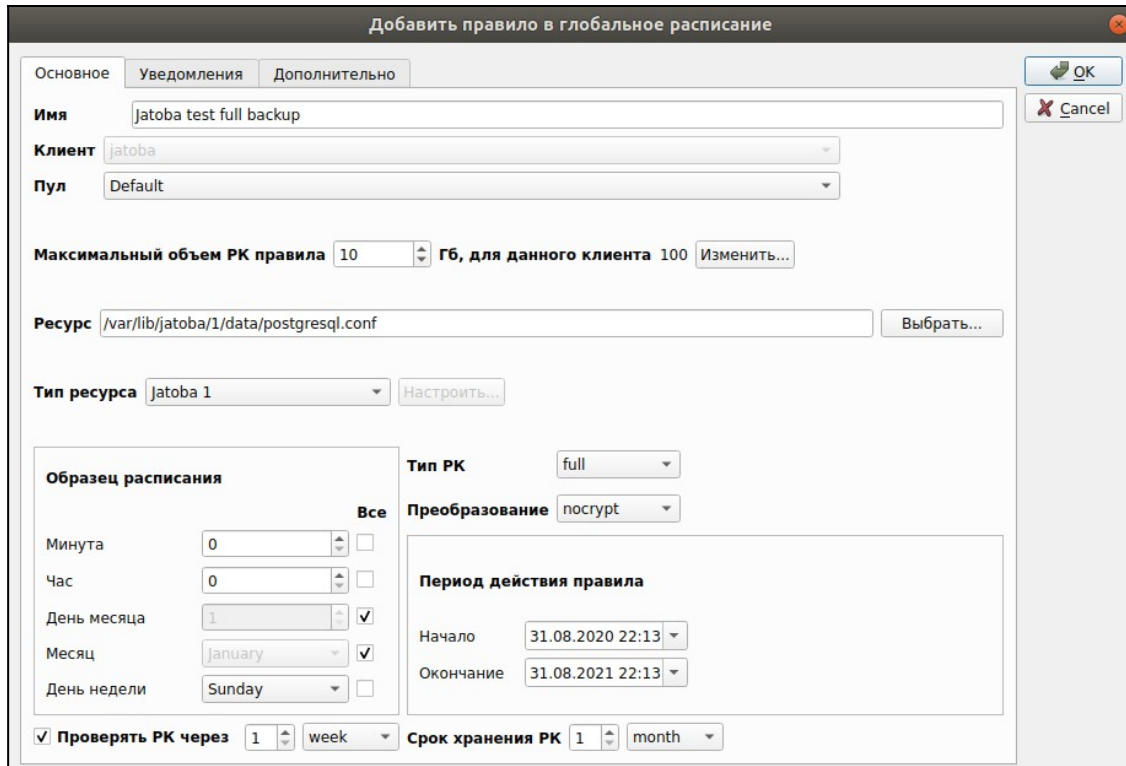 Добавить правило в глобальное расписание
Основное Уведомления Дополнительно
OK
Cancel
Имя Jatoba test full backup
Клиент jatoba
Пул Default
Максимальный объем РК правила 10 Гб, для данного клиента 100 Изменить...
Ресурс /var/lib/jatoba/1/data/postgresql.conf Выбрать...
Тип ресурса Jatoba 1 Настроить...
Образец расписания
Все
Минута 0
Час 0
День месяца 1
Месяц January
День недели Sunday
Тип РК full
Преобразование nocrypt
Период действия правила
Начало 31.08.2020 22:13
Окончание 31.08.2021 22:13
Проверять РК через 1 week Срок хранения РК 1 month